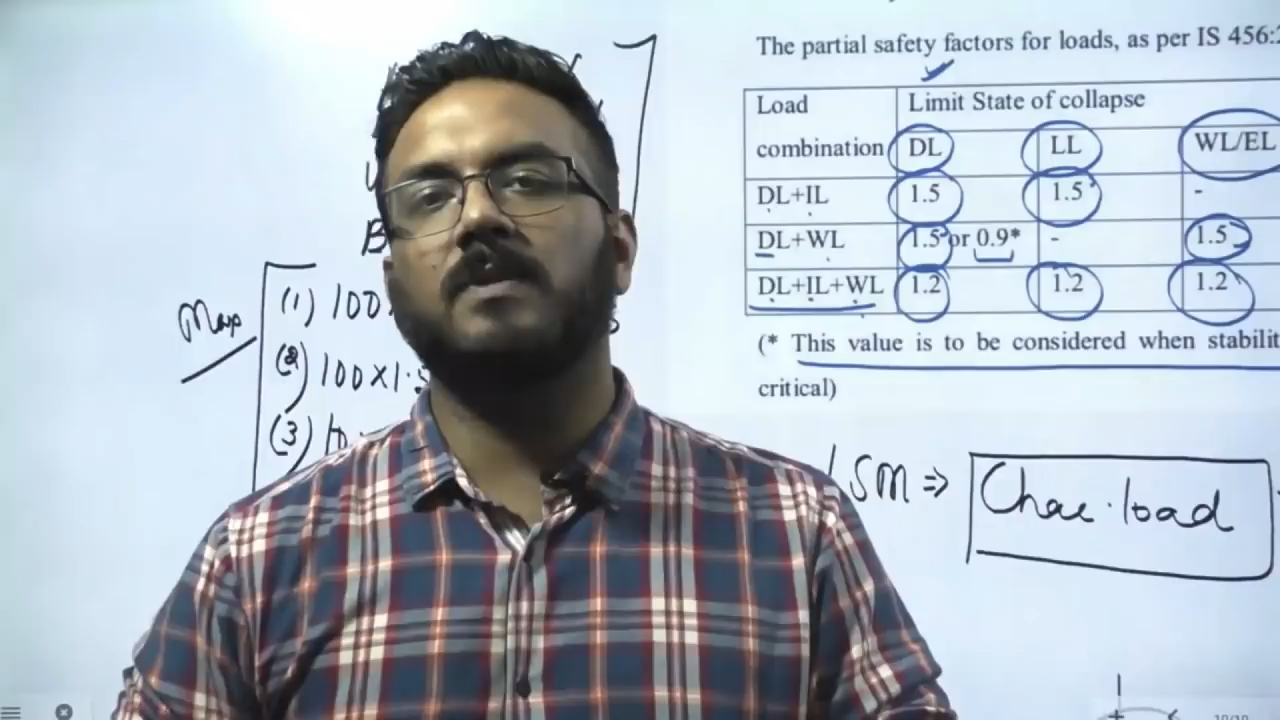 The partial safety factors for loads, as per IS 456:
Load combination
Limit State of collapse
DL LL WL/EL
DL+IL 1.5 1.5 -
DL+WL 1.5 or 0.9* - 1.5
DL+IL+WL 1.2 1.2 1.2
(* This value is to be considered when
critical)
Max
(1) 100
(2) 100×1.5
(3)
LSM ⇒ Char. load